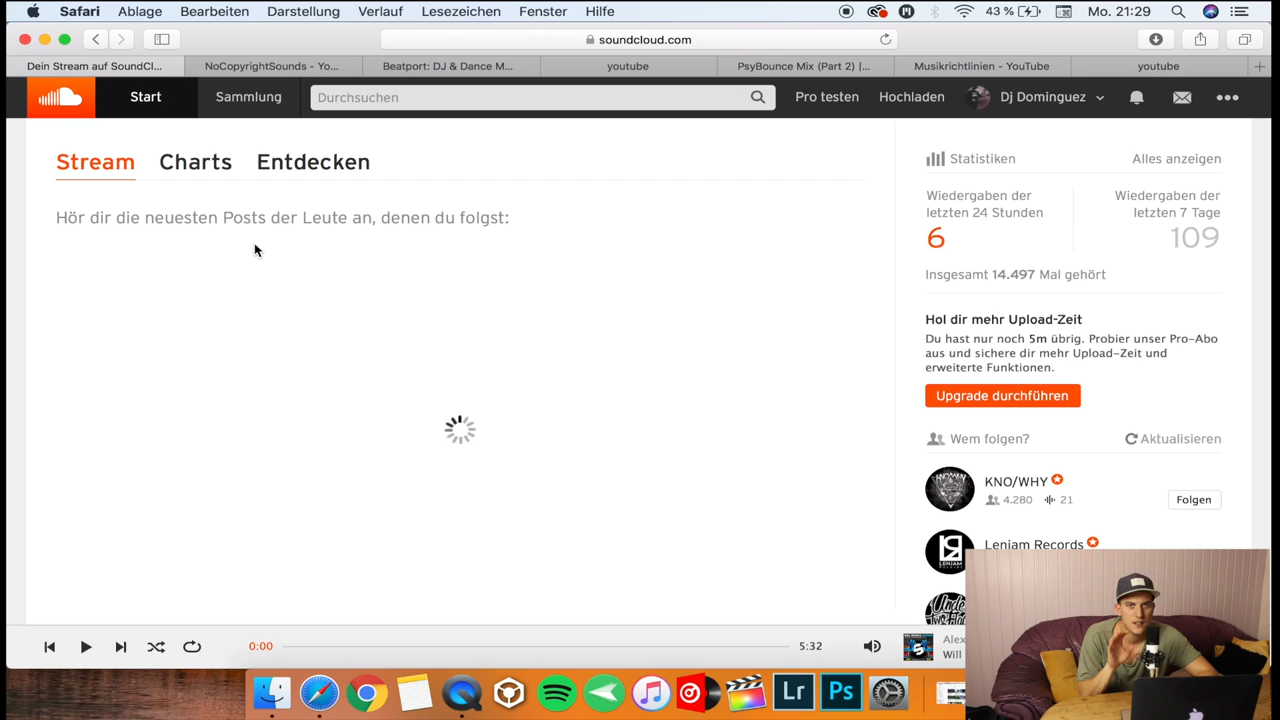 Safari Ablage Bearbeiten Darstellung Verlauf Lesezeichen Fenster Hilfe 43 % Mo. 21:29
soundcloud.com
Dein Stream auf SoundCl... NoCopyrightSounds - Yo... Beatport: DJ & Dance M... youtube PsyBounce Mix (Part 2) |... Musikrichtlinien - YouTube youtube
Start Sammlung Durchsuchen Pro testen Hochladen Dj Dominguez
Stream Charts Entdecken
Hör dir die neuesten Posts der Leute an, denen du folgst:
Statistiken Alles anzeigen
Wiedergaben der
letzten 24 Stunden
6
Wiedergaben der
letzten 7 Tage
109
Insgesamt 14.497 Mal gehört
Hol dir mehr Upload-Zeit
Du hast nur noch 5m übrig. Probier unser Pro-Abo
aus und sichere dir mehr Upload-Zeit und
erweiterte Funktionen.
Upgrade durchführen
Wem folgen? Aktualisieren
KNO/WHY
4.280 21
Folgen
Lenjam Records
0:00 5:32
Alex
Will
Lr Ps